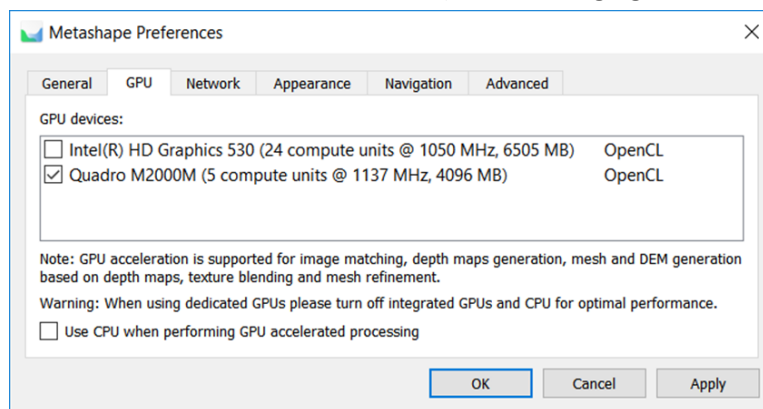 Metashape Preferences
General GPU Network Appearance Navigation Advanced
GPU devices:
Intel(R) HD Graphics 530 (24 compute units @ 1050 MHz, 6505 MB) OpenCL
Quadro M2000M (5 compute units @ 1137 MHz, 4096 MB) OpenCL
Note: GPU acceleration is supported for image matching, depth maps generation, mesh and DEM generation
based on depth maps, texture blending and mesh refinement.
Warning: When using dedicated GPUs please turn off integrated GPUs and CPU for optimal performance.
Use CPU when performing GPU accelerated processing
OK Cancel Apply